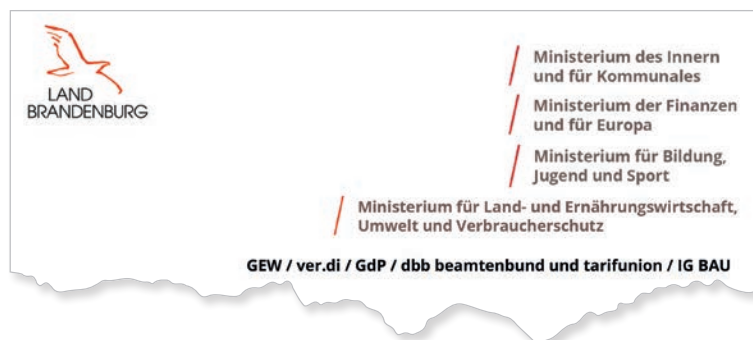 LAND
BRANDENBURG
Ministerium des Innern
und für Kommunales
Ministerium der Finanzen
und für Europa
Ministerium für Bildung,
Jugend und Sport
Ministerium für Land- und Ernährungswirtschaft,
Umwelt und Verbraucherschutz
GEW / ver.di / GdP / dbb beamtenbund und tarifunion / IG BAU